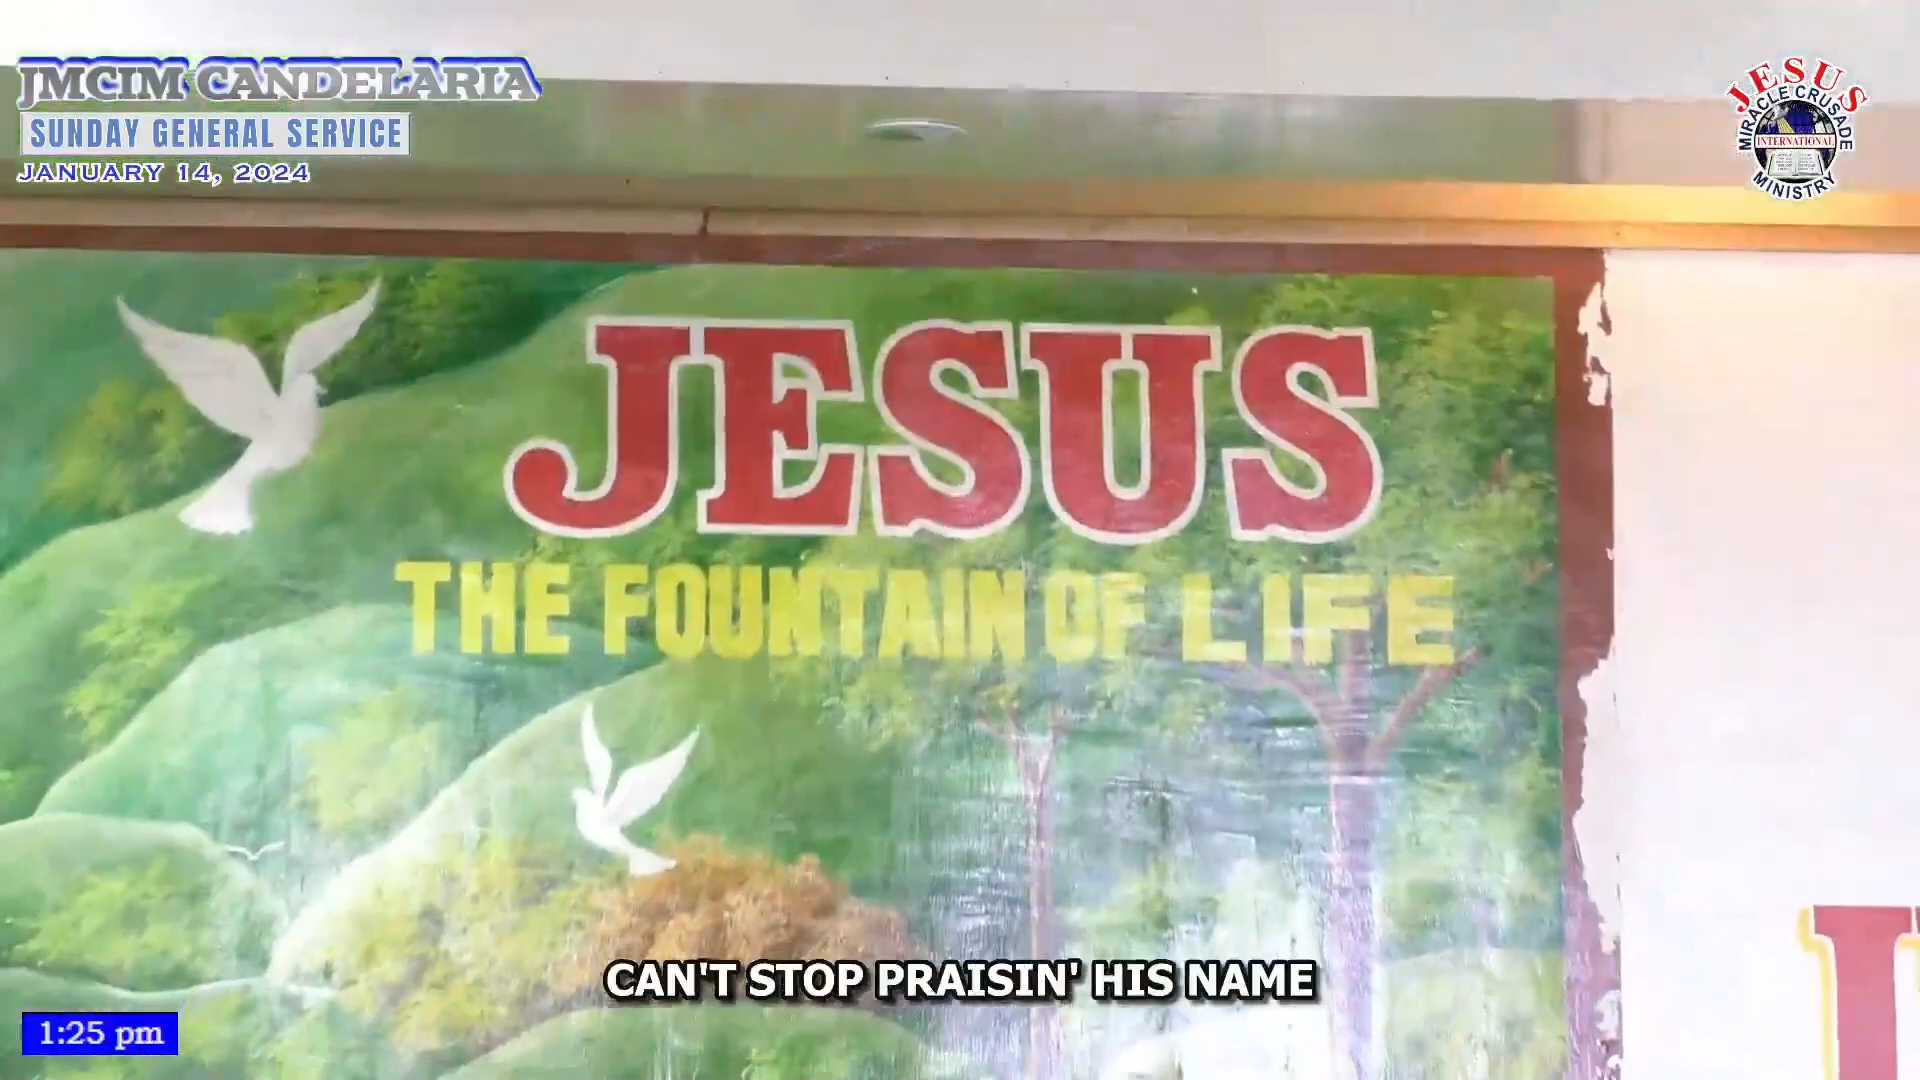 JMCIM CANDELARIA
SUNDAY GENERAL SERVICE
JANUARY 14, 2024
JESUS
MIRACLE CRUSADE
INTERNATIONAL
MINISTRY
JESUS
THE FOUNTAIN OF LIFE
CAN'T STOP PRAISIN' HIS NAME
1:25 pm